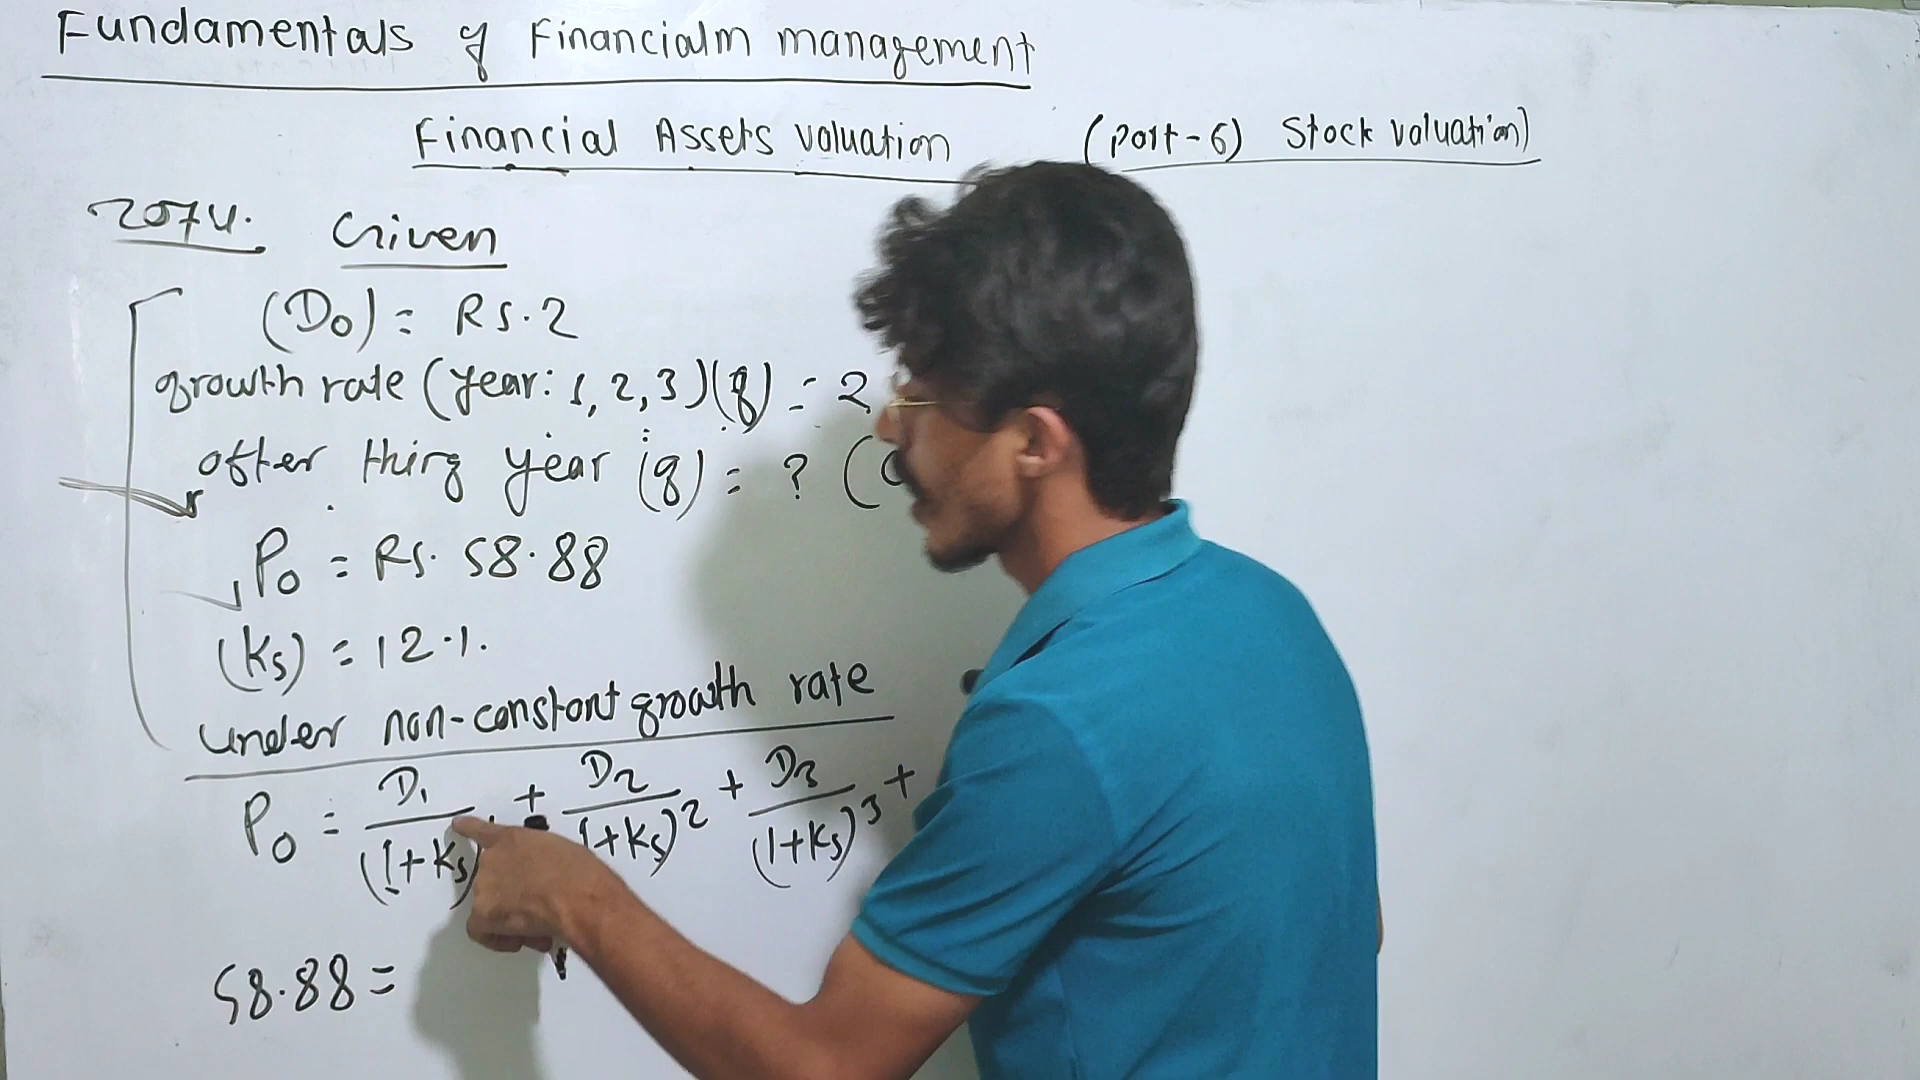 Fundamentals of Financialm management
Financial Assets valuation (part-6) Stock valuation)
2074. Given
(D0) = RS. 2
growth rate (year: 1, 2, 3) (g) = 2
after thirg year (g) = ? (
P0 = Rs. 58.88
(Ks) = 12%.
under non-constant growth rate
P0 = D1/(1+Ks) + D2/(1+Ks)^2 + D3/(1+Ks)^3 +
58.88 =